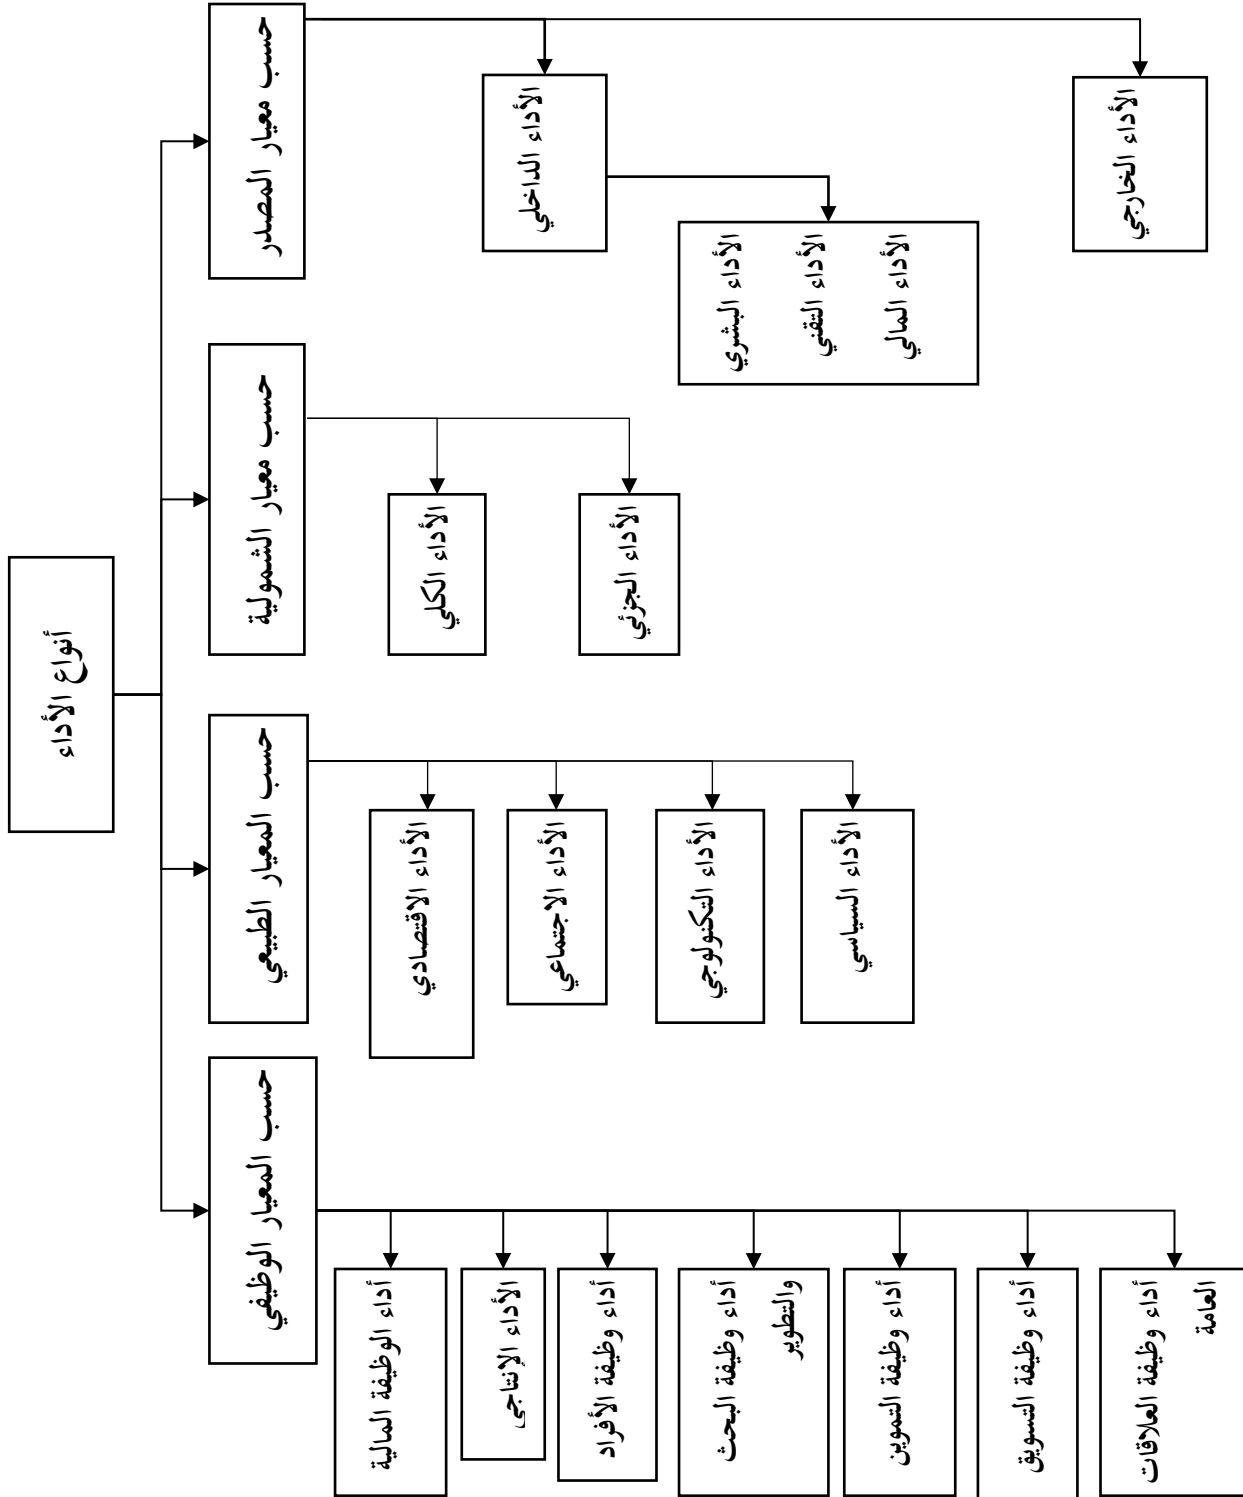 أنواع الأداء
حسب معيار المصدر
الأداء الداخلي
الأداء البشري
الأداء التقني
الأداء المالي
الأداء الخارجي
حسب معيار الشمولية
الأداء الكلي
الأداء الجزئي
حسب المعيار الطبيعي
الأداء الاقتصادي
الأداء الاجتماعي
الأداء التكنولوجي
الأداء السياسي
حسب المعيار الوظيفي
أداء الوظيفة المالية
الأداء الإنتاجي
أداء وظيفة الأفراد
أداء وظيفة البحث
والتطوير
أداء وظيفة التموين
أداء وظيفة التسويق
أداء وظيفة العلاقات
العامة